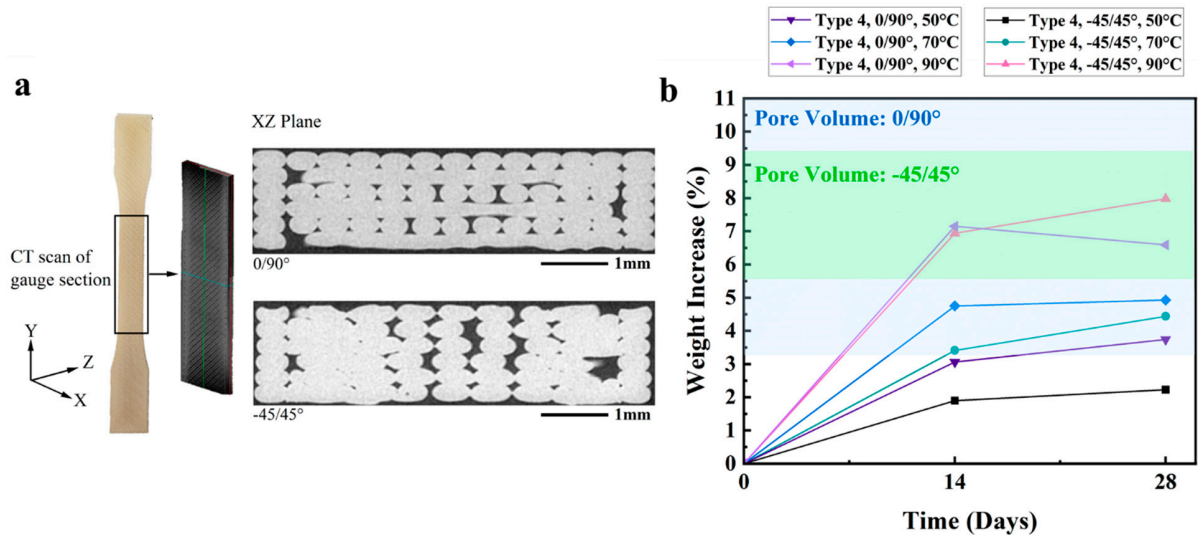 Type 4, 0/90°, 50°C
Type 4, 0/90°, 70°C
Type 4, 0/90°, 90°C
Type 4, -45/45°, 50°C
Type 4, -45/45°, 70°C
Type 4, -45/45°, 90°C
a
CT scan of
gauge section
Y
Z
X
XZ Plane
0/90°
1mm
-45/45°
1mm
b
Pore Volume: 0/90°
Pore Volume: -45/45°
Weight Increase (%)
11
10
9
8
7
6
5
4
3
2
1
0
0
14
28
Time (Days)